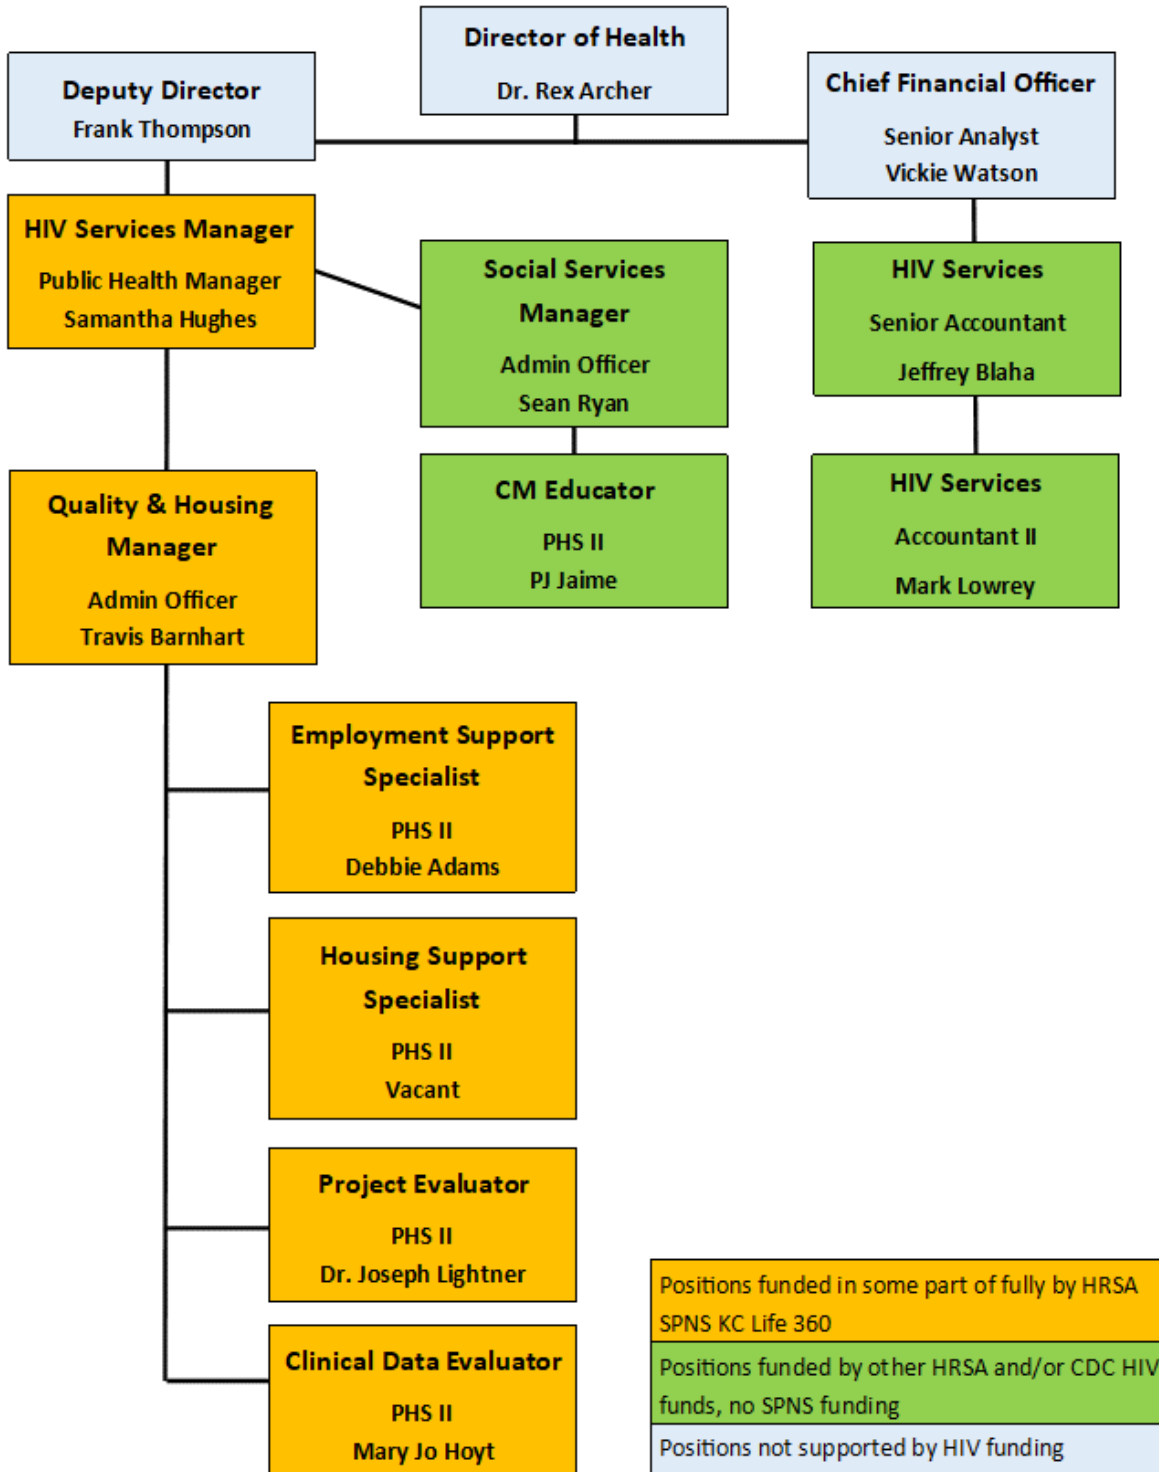 Director of Health
Dr. Rex Archer
Deputy Director
Frank Thompson
Chief Financial Officer
Senior Analyst
Vickie Watson
HIV Services Manager
Public Health Manager
Samantha Hughes
Social Services
Manager
Admin Officer
Sean Ryan
HIV Services
Senior Accountant
Jeffrey Blaha
Quality & Housing
Manager
Admin Officer
Travis Barnhart
CM Educator
PHS II
PJ Jaime
HIV Services
Accountant II
Mark Lowrey
Employment Support
Specialist
PHS II
Debbie Adams
Housing Support
Specialist
PHS II
Vacant
Project Evaluator
PHS II
Dr. Joseph Lightner
Clinical Data Evaluator
PHS II
Mary Jo Hoyt
Positions funded in some part of fully by HRSA
SPNS KC Life 360
Positions funded by other HRSA and/or CDC HIV
funds, no SPNS funding
Positions not supported by HIV funding